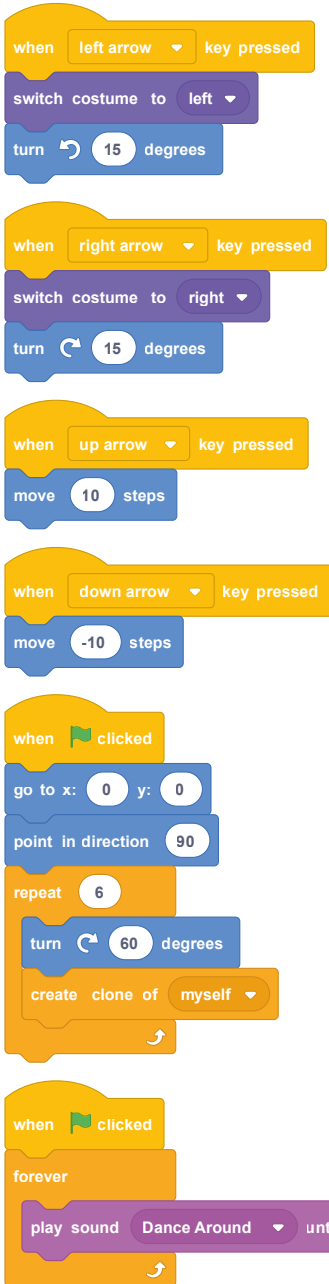 when left arrow key pressed
switch costume to left
turn 15 degrees
when right arrow key pressed
switch costume to right
turn 15 degrees
when up arrow key pressed
move 10 steps
when down arrow key pressed
move -10 steps
when clicked
go to x: 0 y: 0
point in direction 90
repeat 6
turn 60 degrees
create clone of myself
when clicked
forever
play sound Dance Around